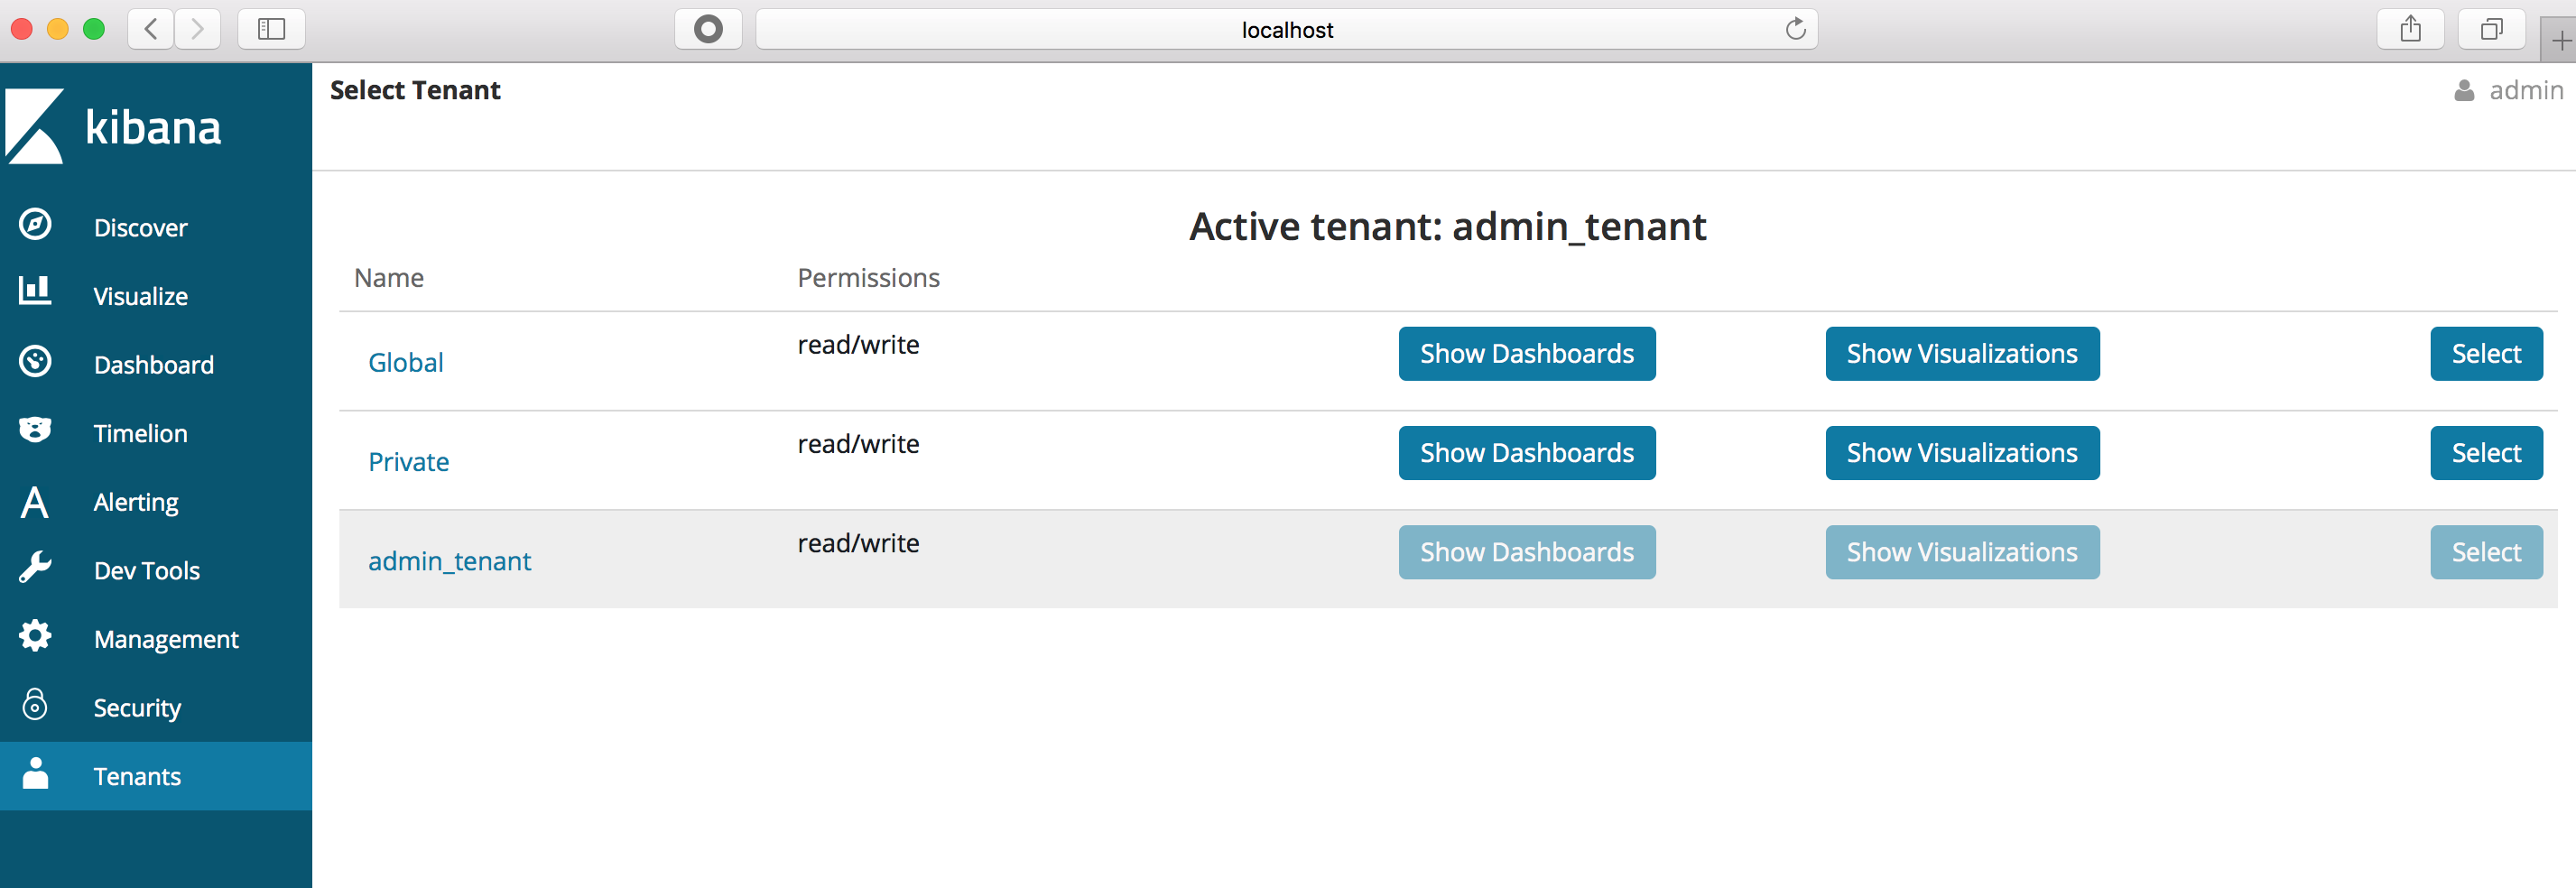 localhost
kibana
Discover
Visualize
Dashboard
Timelion
A Alerting
Dev Tools
Management
Security
Tenants
Select Tenant
admin
Active tenant: admin_tenant
Name Permissions
Global read/write Show Dashboards Show Visualizations Select
Private read/write Show Dashboards Show Visualizations Select
admin_tenant read/write Show Dashboards Show Visualizations Select